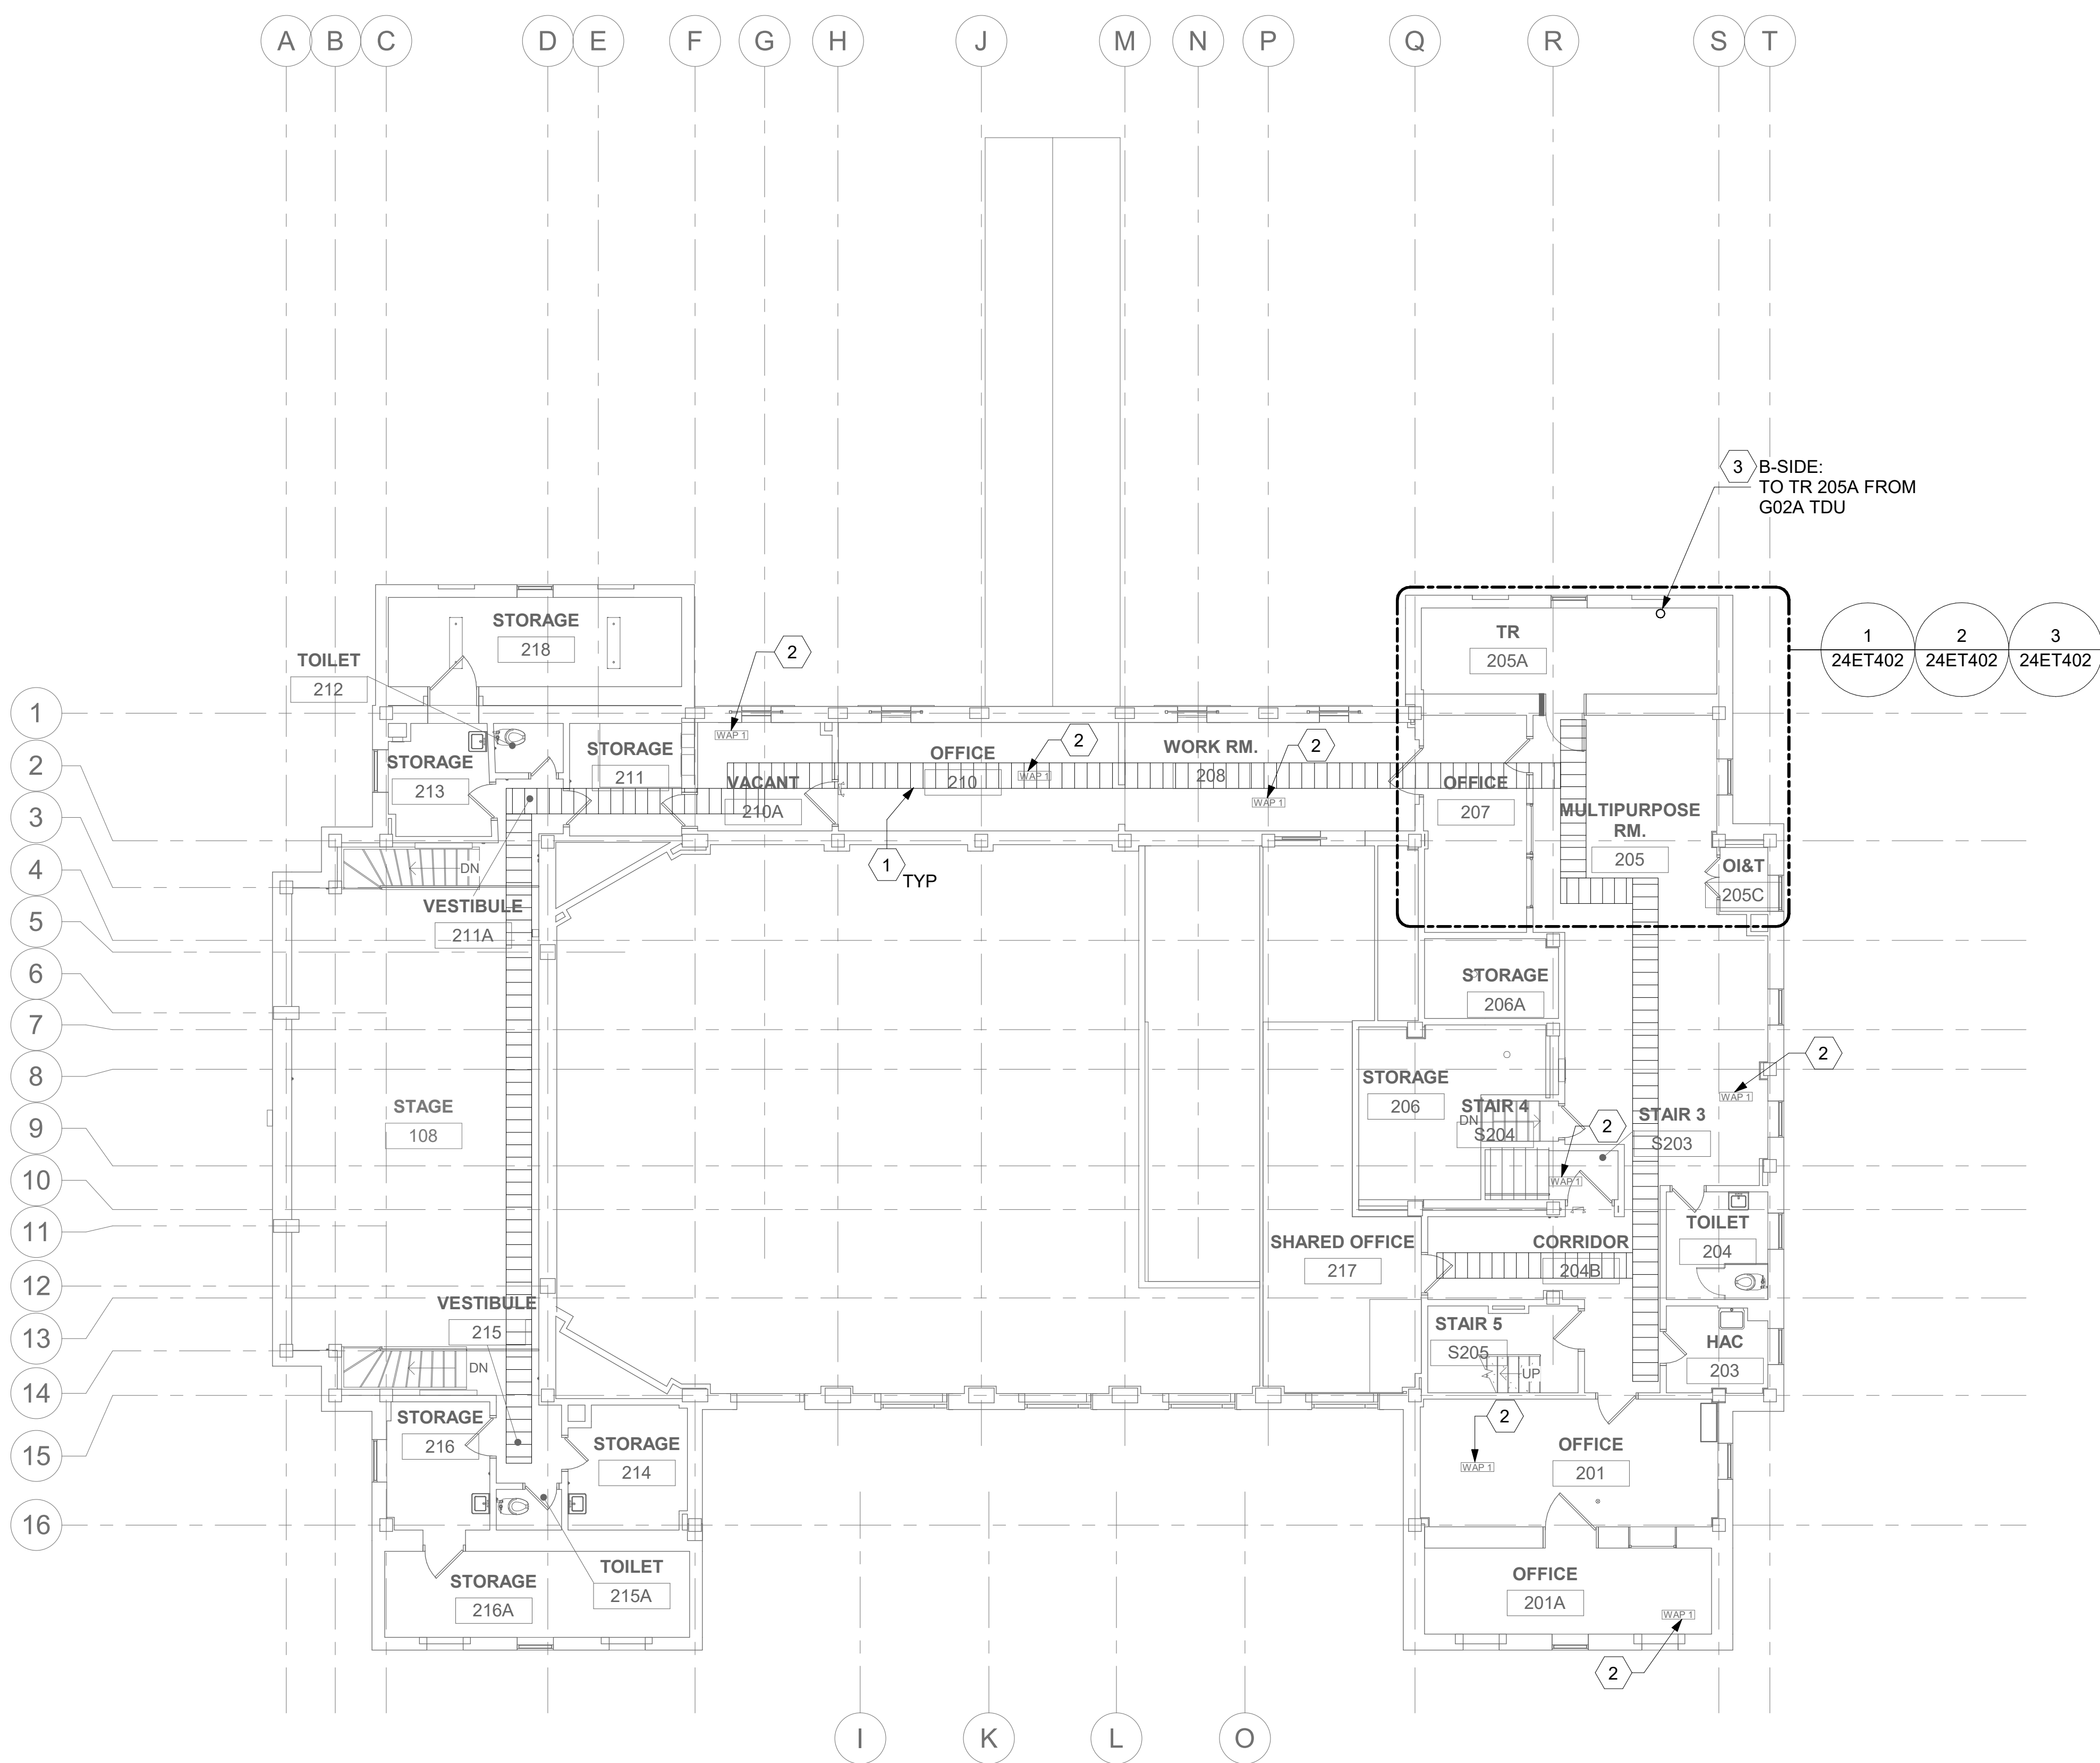 A
B
C
D
E
F
G
H
J
M
N
P
Q
R
S
T
3
B-SIDE:
TO TR 205A FROM
G02A TDU
1
24ET402
2
24ET402
3
24ET402
STORAGE
218
TOILET
212
TR
205A
2
WAP 1
1
2
3
4
5
6
7
8
9
10
11
12
13
14
15
16
STORAGE
213
STORAGE
211
VACANT
210A
OFFICE
210
2
WAP 1
WORK RM.
208
2
WAP 1
OFFICE
207
MULTIPURPOSE
RM.
205
OI&T
205C
1
TYP
DN
VESTIBULE
211A
STORAGE
206A
2
WAP 1
STAGE
108
STORAGE
206
STAIR 4
DN
S204
2
WAP 1
STAIR 3
S203
TOILET
204
SHARED OFFICE
217
CORRIDOR
204B
VESTIBULE
215
STAIR 5
S205
UP
HAC
203
DN
STORAGE
216
STORAGE
214
2
WAP 1
OFFICE
201
STORAGE
216A
TOILET
215A
OFFICE
201A
WAP 1
2
I
K
L
O